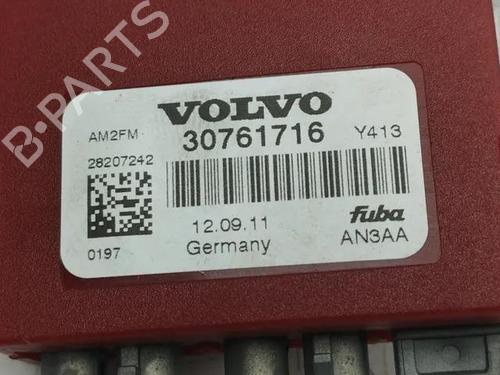 B-PARTS
VOLVO
AM2FM 30761716 Y413
28207242
12.09.11 fuba
0197 Germany AN3AA